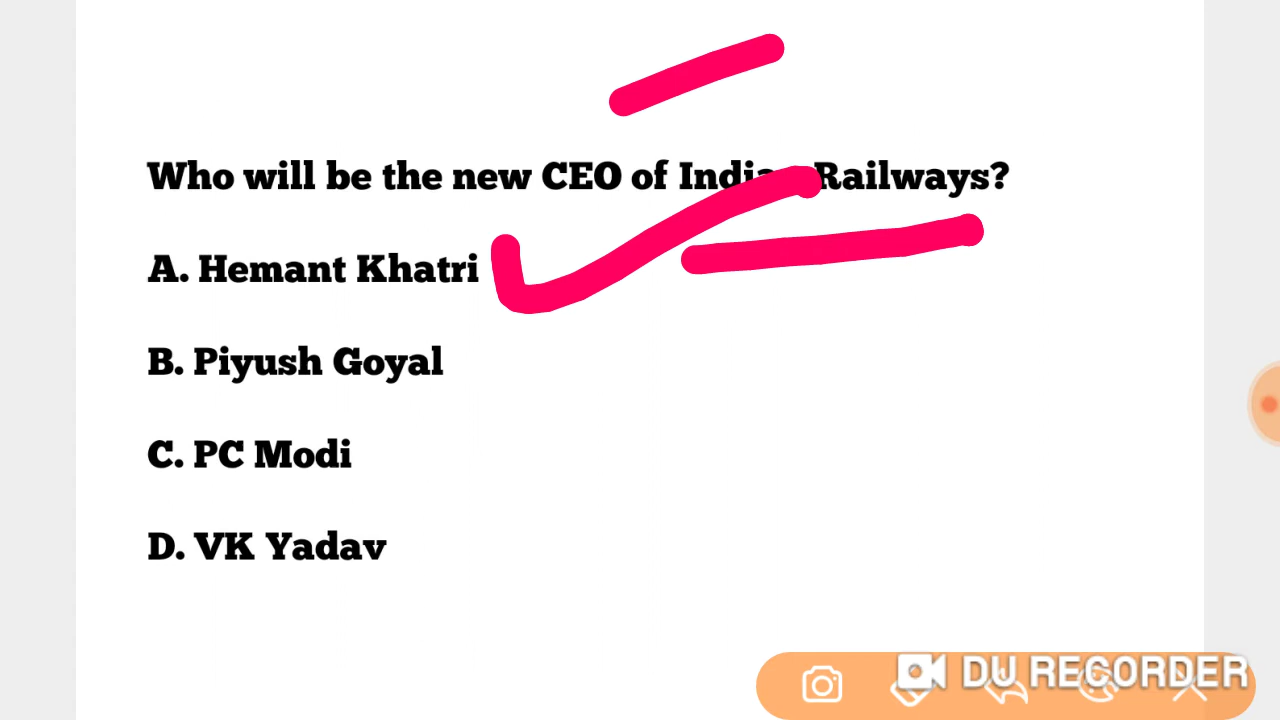 Who will be the new CEO of Indian Railways?
A. Hemant Khatri
B. Piyush Goyal
C. PC Modi
D. VK Yadav
DU RECORDER